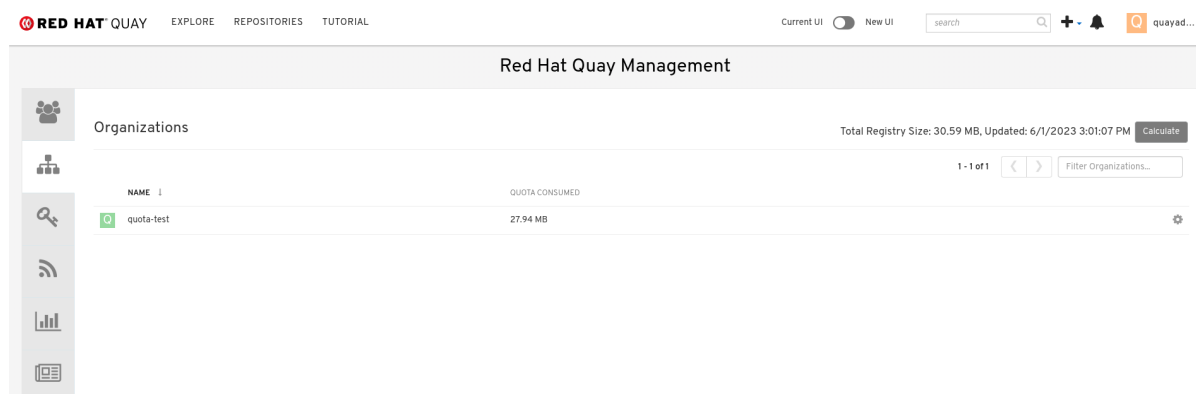 RED HAT QUAY EXPLORE REPOSITORIES TUTORIAL Current UI New UI search Q quayad...
Red Hat Quay Management
Organizations Total Registry Size: 30.59 MB, Updated: 6/1/2023 3:01:07 PM Calculate
1 - 1 of 1 Filter Organizations...
NAME ↓ QUOTA CONSUMED
Q quota-test 27.94 MB